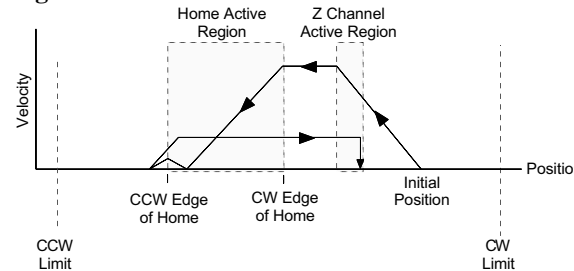 Home Active
Region
Z Channel
Active Region
Velocity
Positio
CCW Edge
of Home
CW Edge
of Home
Initial
Position
CCW
Limit
CW
Limit